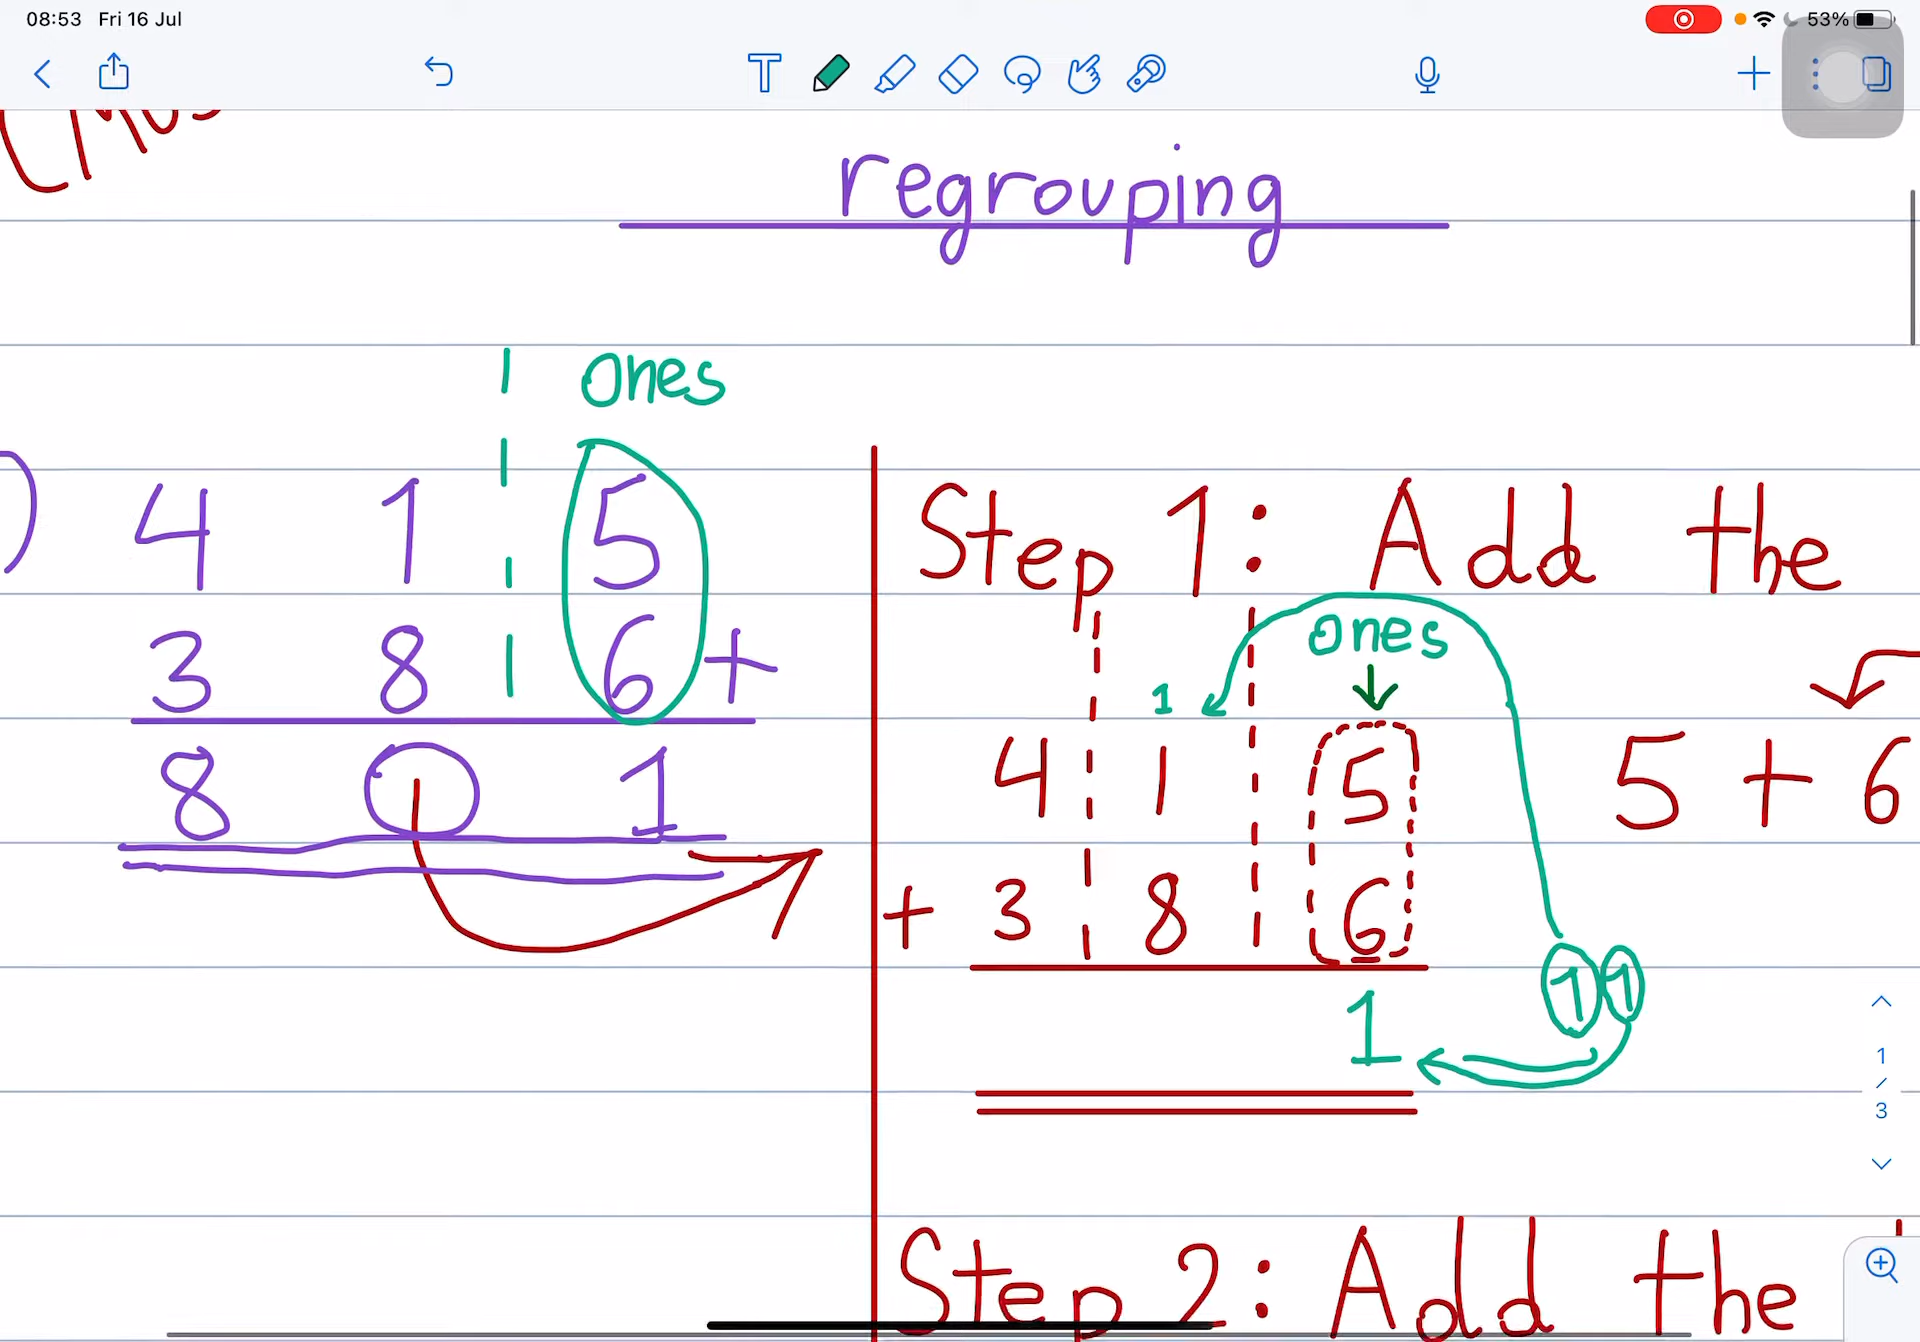 08:53 Fri 16 Jul
53%
regrouping
ones
4 1 5
3 8 6 +
8 0 1
Step 1: Add the
ones
1
4 1 5
+ 3 8 6
1
5 + 6
1 1
1
/
3
Step 2: Add the